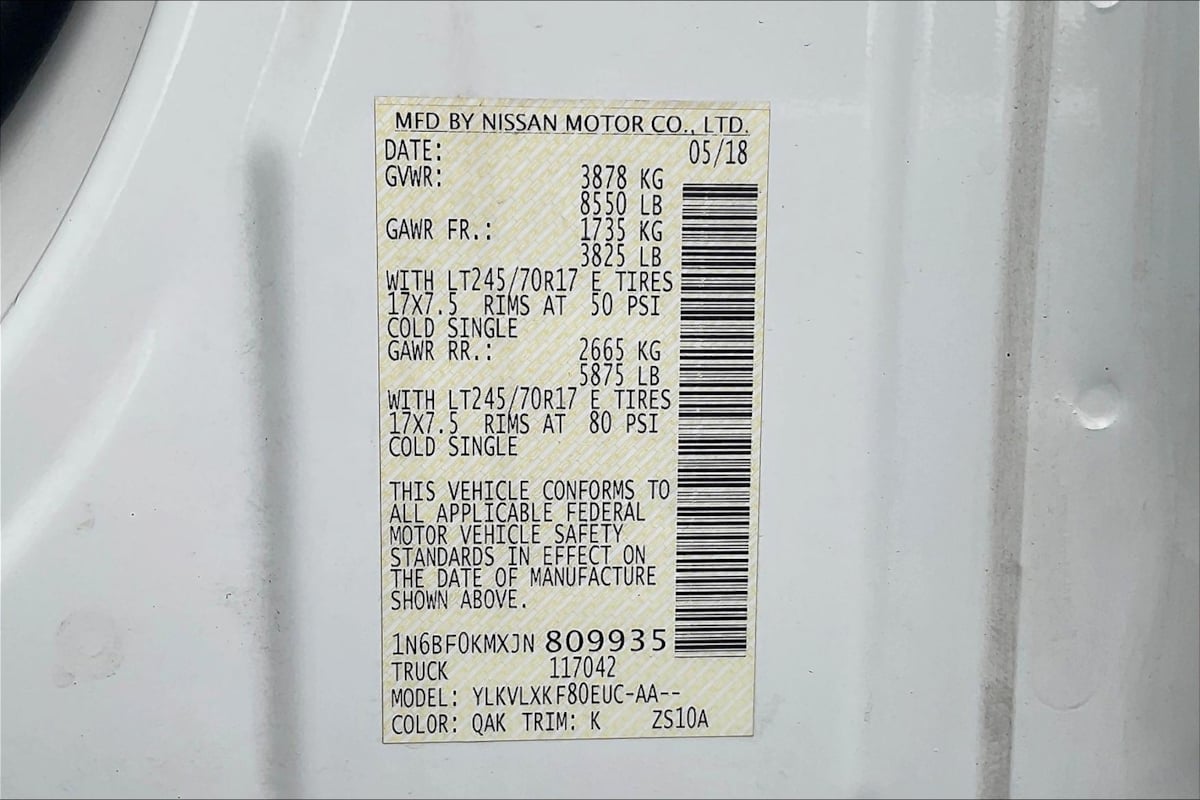 MFD BY NISSAN MOTOR CO., LTD.
DATE: 05/18
GVWR: 3878 KG
8550 LB
GAWR FR.: 1735 KG
3825 LB
WITH LT245/70R17 E TIRES
17X7.5 RIMS AT 50 PSI
COLD SINGLE
GAWR RR.: 2665 KG
5875 LB
WITH LT245/70R17 E TIRES
17X7.5 RIMS AT 80 PSI
COLD SINGLE
THIS VEHICLE CONFORMS TO
ALL APPLICABLE FEDERAL
MOTOR VEHICLE SAFETY
STANDARDS IN EFFECT ON
THE DATE OF MANUFACTURE
SHOWN ABOVE.
1N6BF0KMXJN 809935
TRUCK 117042
MODEL: YLKVLXKF80EUC-AA--
COLOR: QAK TRIM: K ZS10A